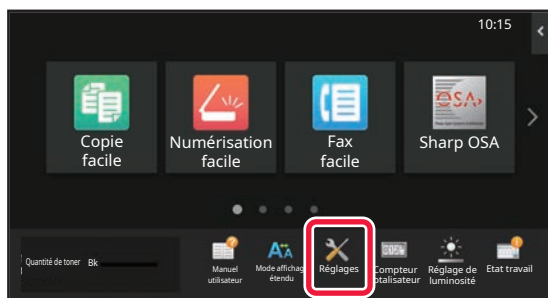 10:15
Copie
facile
Numérisation
facile
Fax
facile
OSA
Sharp OSA
Quantité de toner Bk
Manuel
utilisateur
Mode affichag
étendu
Réglages
Compteur
totalisateur
Réglage de
luminosité
Etat travail